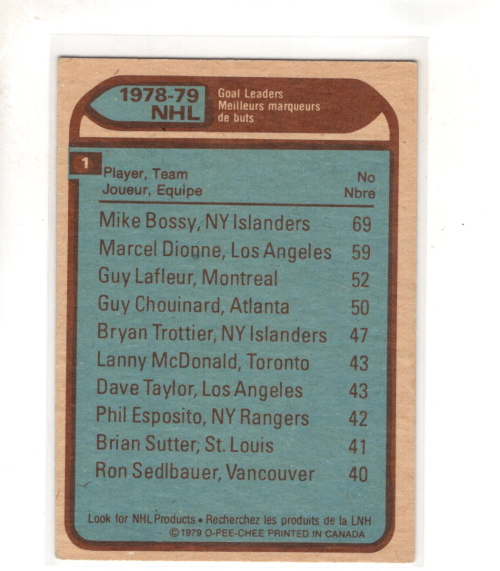 1978-79 NHL
Goal Leaders
Meilleurs marqueurs
de buts
1
Player, Team No
Joueur, Equipe Nbre
Mike Bossy, NY Islanders 69
Marcel Dionne, Los Angeles 59
Guy Lafleur, Montreal 52
Guy Chouinard, Atlanta 50
Bryan Trottier, NY Islanders 47
Lanny McDonald, Toronto 43
Dave Taylor, Los Angeles 43
Phil Esposito, NY Rangers 42
Brian Sutter, St. Louis 41
Ron Sedlbauer, Vancouver 40
Look for NHL Products • Recherchez les produits de la LNH
©1979 O-PEE-CHEE PRINTED IN CANADA